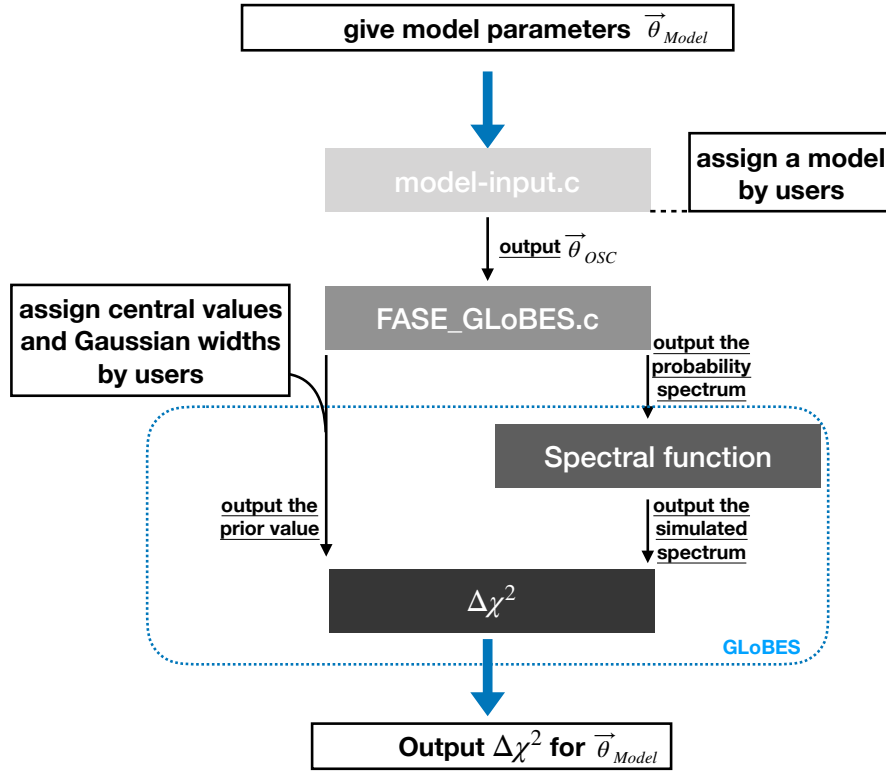 give model parameters $\vec{\theta}_{Model}$
model-input.c
assign a model
by users
output $\vec{\theta}_{OSC}$
assign central values
and Gaussian widths
by users
FASE_GLoBES.c
output the
probability
spectrum
Spectral function
output the
prior value
output the
simulated
spectrum
$\Delta\chi^2$
GLoBES
Output $\Delta\chi^2$ for $\vec{\theta}_{Model}$